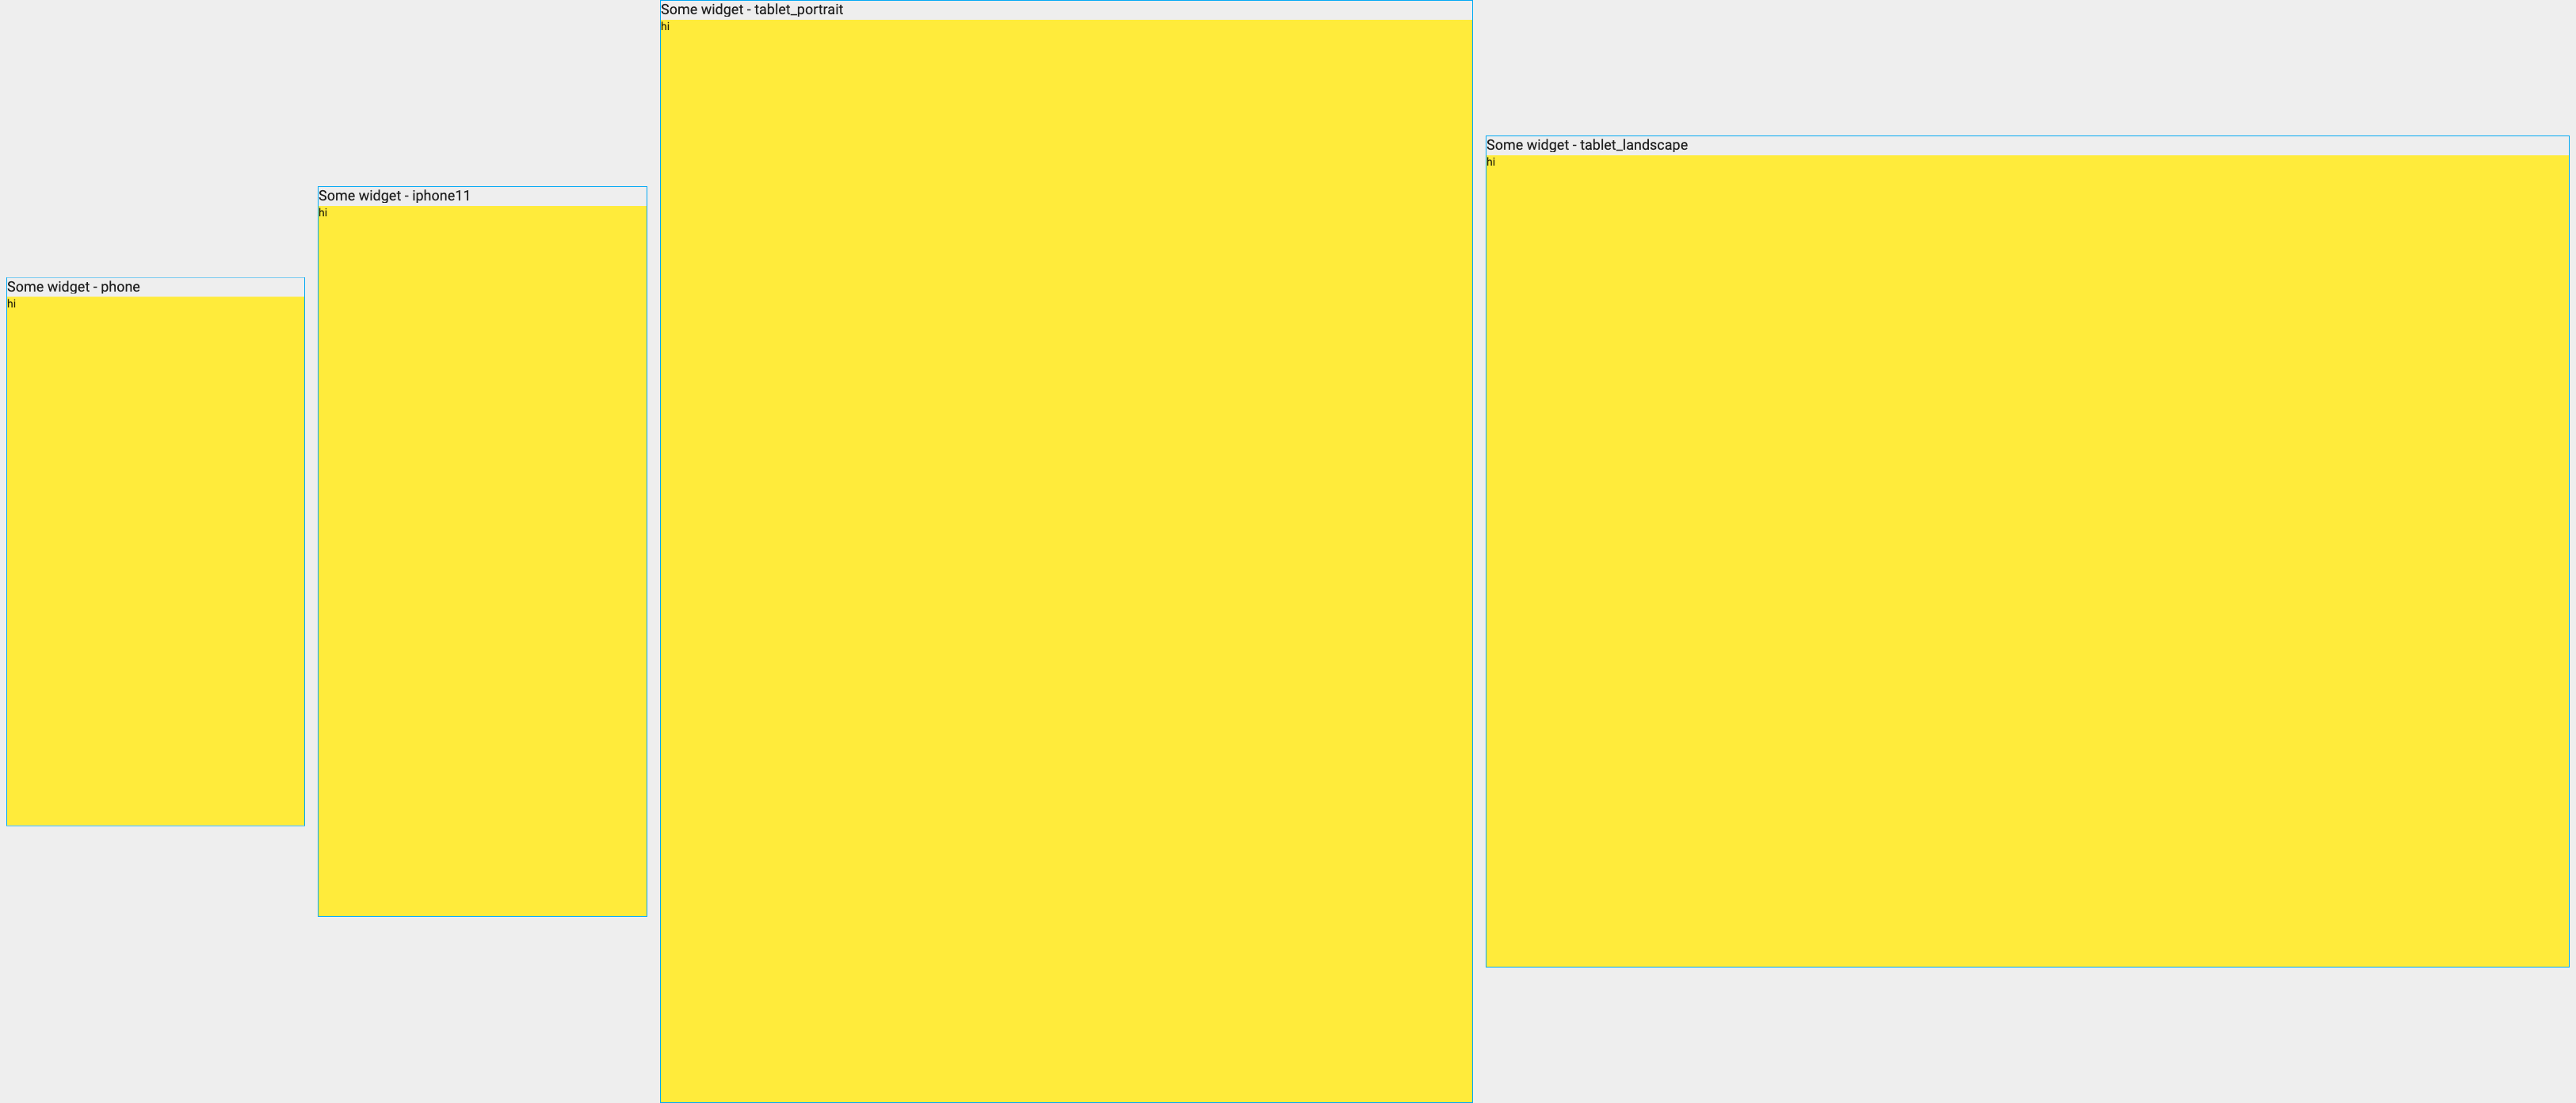 Some widget - phone
hi
Some widget - iphone11
hi
Some widget - tablet_portrait
hi
Some widget - tablet_landscape
hi